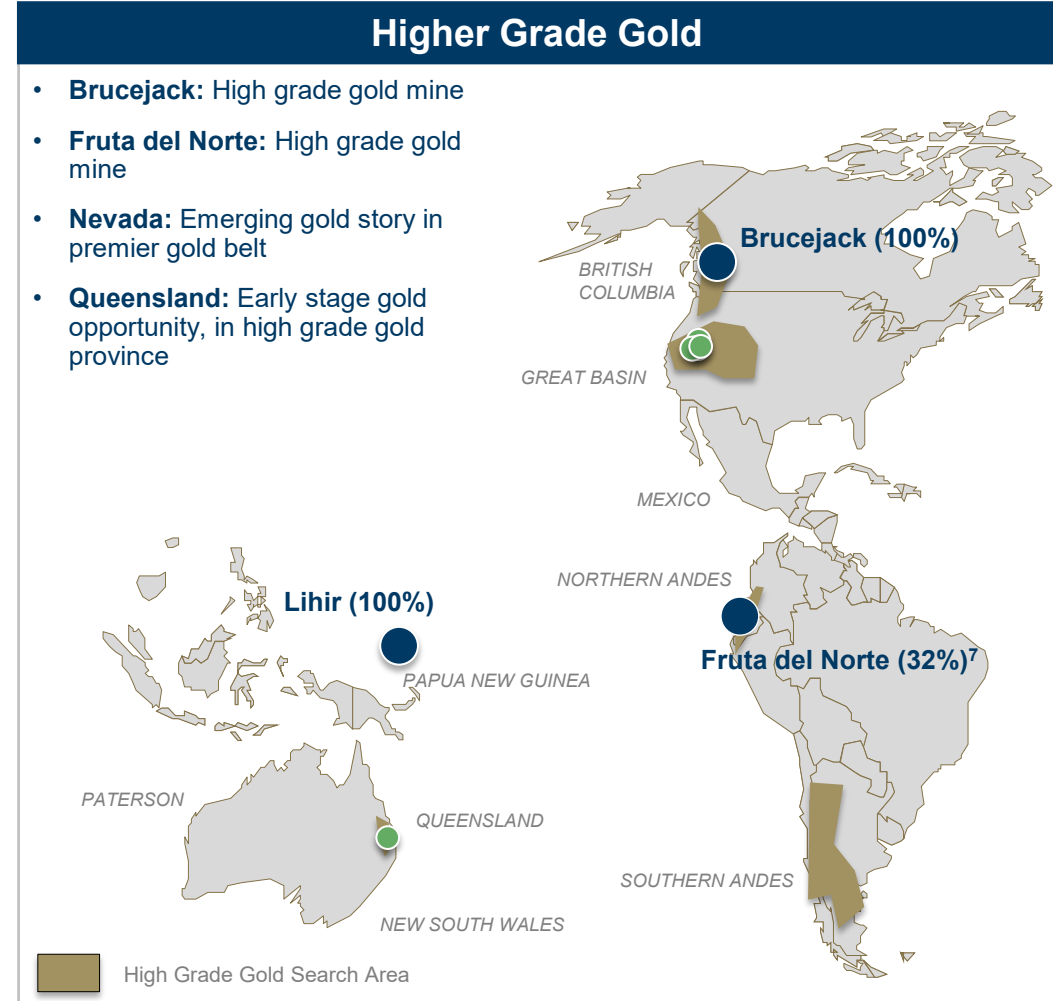 Higher Grade Gold
• Brucejack: High grade gold mine
• Fruta del Norte: High grade gold
mine
• Nevada: Emerging gold story in
premier gold belt
• Queensland: Early stage gold
opportunity, in high grade gold
province
Brucejack (100%)
BRITISH
COLUMBIA
GREAT BASIN
MEXICO
NORTHERN ANDES
Lihir (100%)
Fruta del Norte (32%)⁷
PAPUA NEW GUINEA
PATERSON
QUEENSLAND
SOUTHERN ANDES
NEW SOUTH WALES
High Grade Gold Search Area